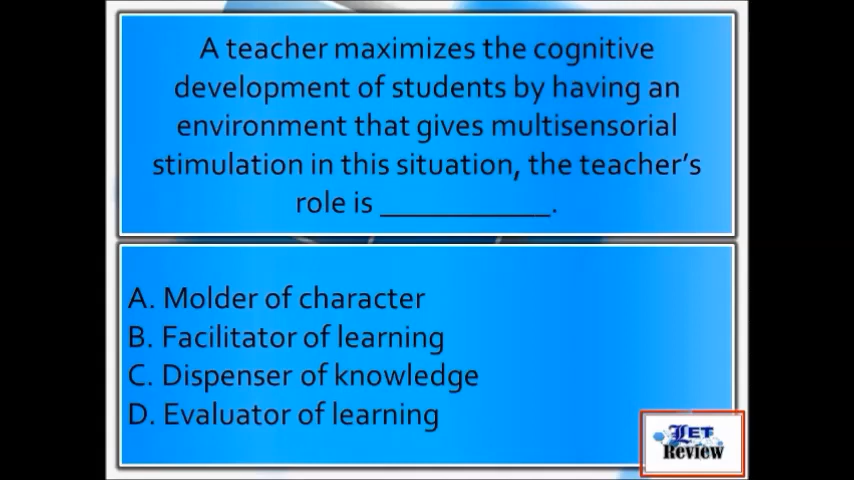 A teacher maximizes the cognitive
development of students by having an
environment that gives multisensorial
stimulation in this situation, the teacher’s
role is ___________.
A. Molder of character
B. Facilitator of learning
C. Dispenser of knowledge
D. Evaluator of learning
LET
Review